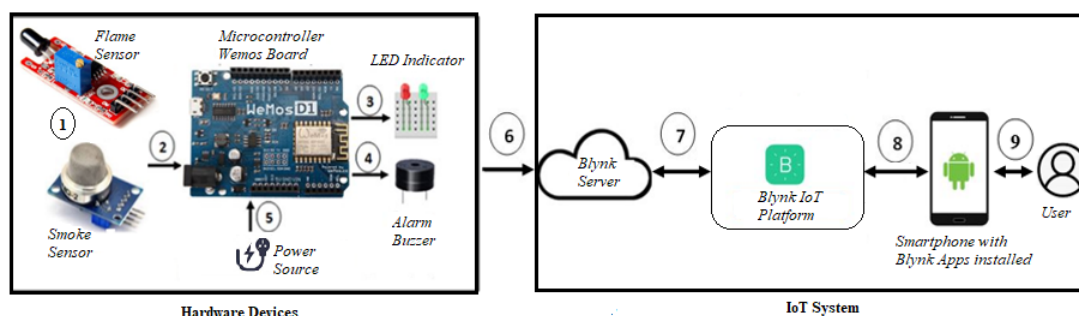 Flame
Sensor
Microcontroller
Wemos Board
LED Indicator
1
2
3
4
5
WeMos D1
Smoke
Sensor
Power
Source
Alarm
Buzzer
6
Blynk
Server
7
B
Blynk IoT
Platform
8
9
User
Smartphone with
Blynk Apps installed
Hardware Devices
IoT System